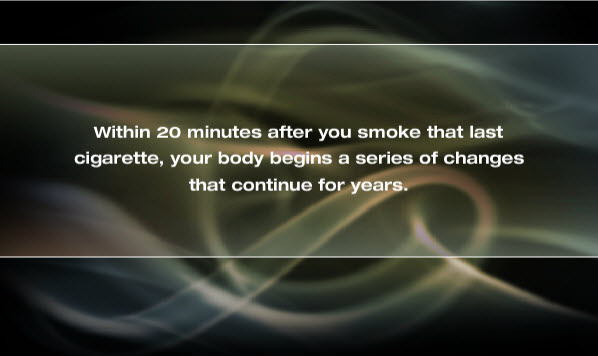 Within 20 minutes after you smoke that last
cigarette, your body begins a series of changes
that continue for years.